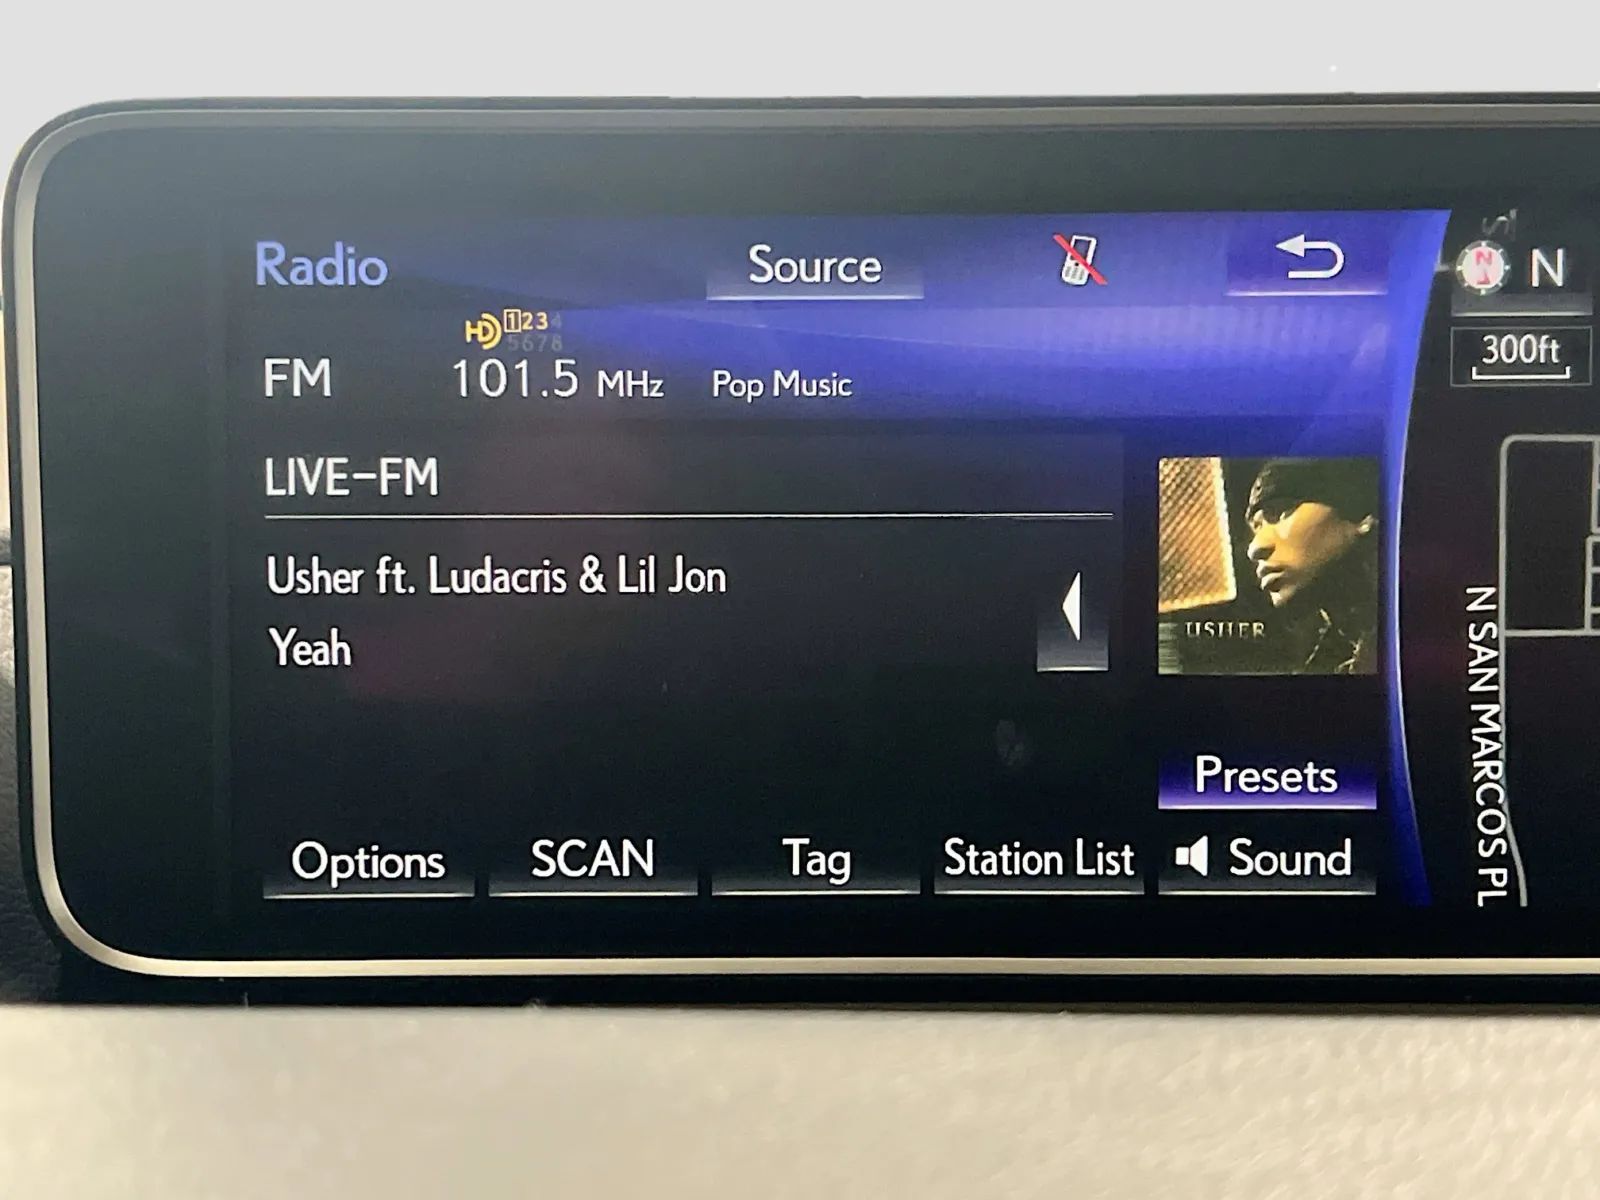 Radio
Source
N
HD 1234
5678
300ft
FM
101.5 MHz
Pop Music
LIVE-FM
Usher ft. Ludacris & Lil Jon
Yeah
USHER
N SAN MARCOS PL
Presets
Options
SCAN
Tag
Station List
Sound